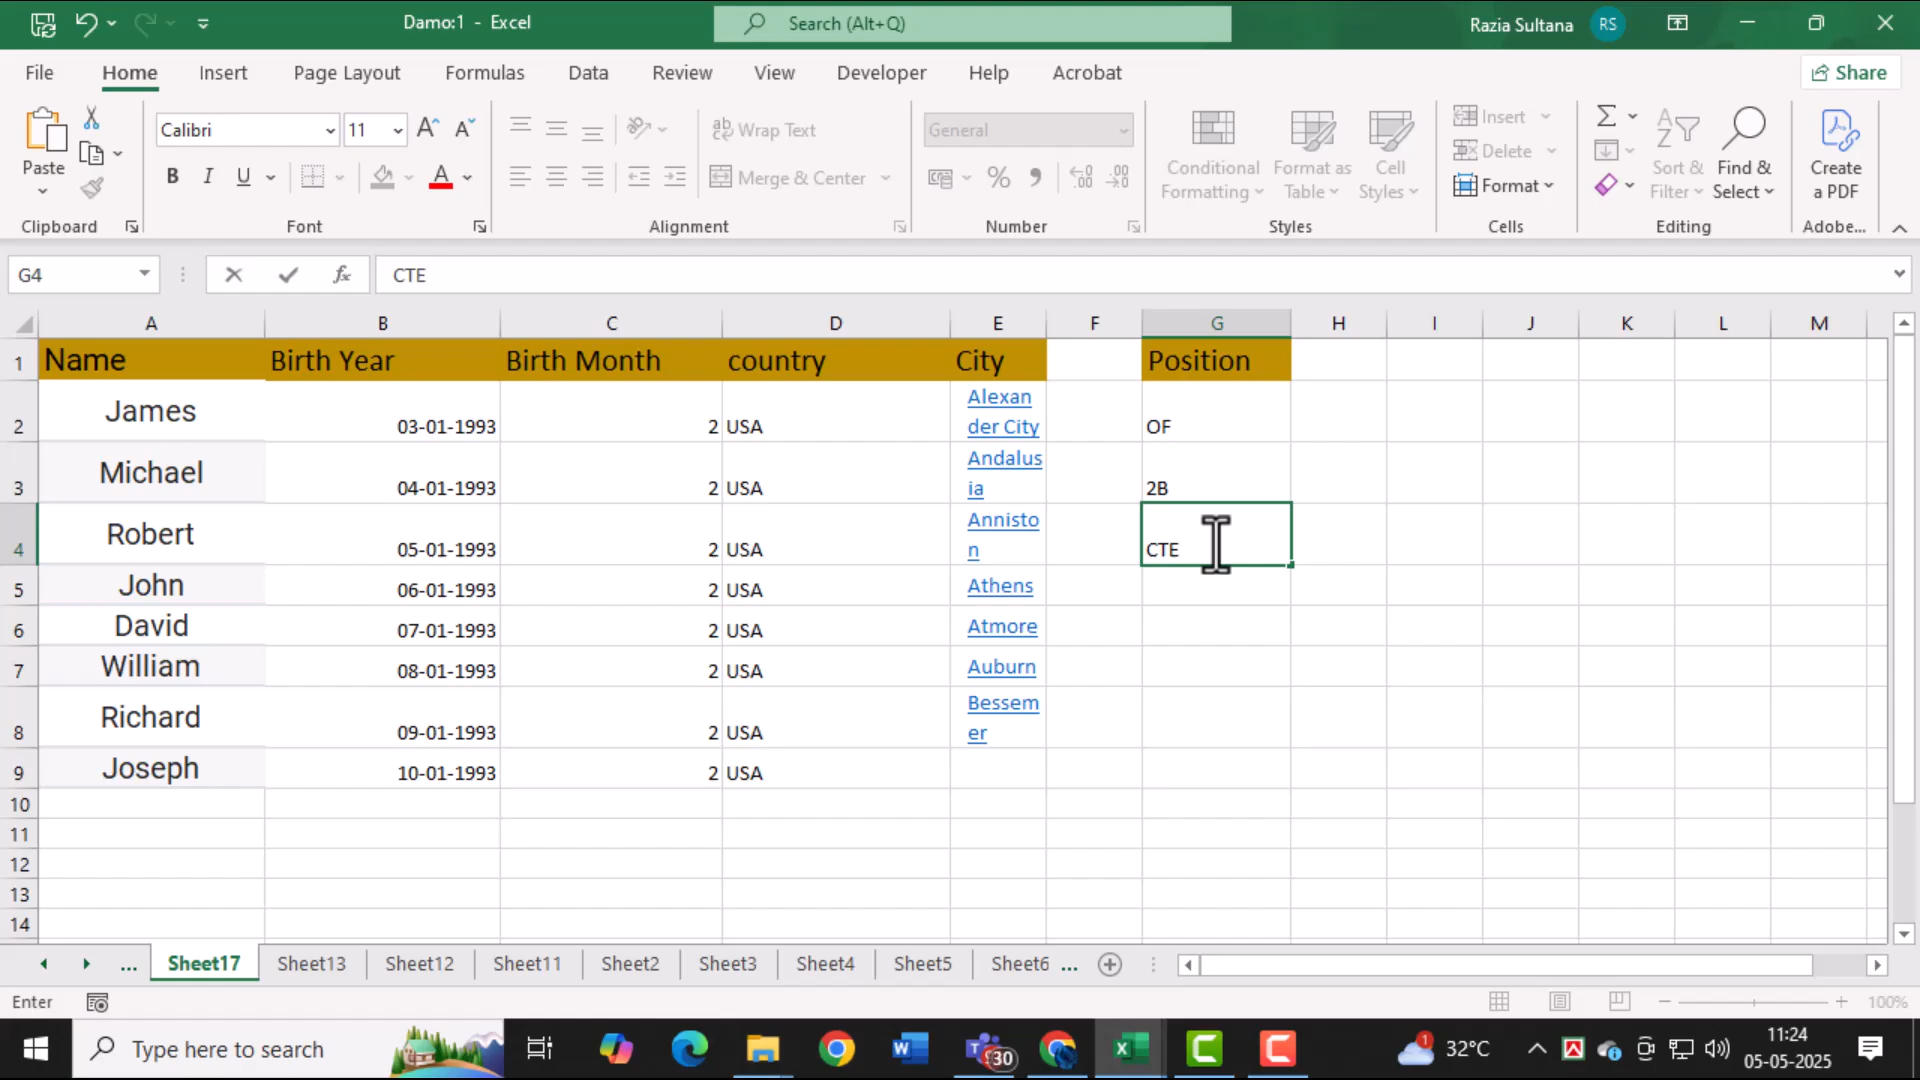 Damo:1 - Excel
Search (Alt+Q)
Razia Sultana
RS
File Home Insert Page Layout Formulas Data Review View Developer Help Acrobat
Share
Paste
Clipboard
Calibri
11
B I U
A
Font
ab Wrap Text
Merge & Center
Alignment
General
%
Number
Conditional Formatting
Format as Table
Cell Styles
Styles
Insert
Delete
Format
Cells
Sort & Filter
Find & Select
Editing
Create a PDF
Adobe...
G4
fx
CTE
A B C D E F G H I J K L M
1 Name Birth Year Birth Month country City Position
2 James 03-01-1993 2 USA Alexander City OF
3 Michael 04-01-1993 2 USA Andalusia 2B
4 Robert 05-01-1993 2 USA Anniston CTE
5 John 06-01-1993 2 USA Athens
6 David 07-01-1993 2 USA Atmore
7 William 08-01-1993 2 USA Auburn
8 Richard 09-01-1993 2 USA Bessemer
9 Joseph 10-01-1993 2 USA
10
11
12
13
14
... Sheet17 Sheet13 Sheet12 Sheet11 Sheet2 Sheet3 Sheet4 Sheet5 Sheet6 ...
Enter
100%
Type here to search
30
1
32°C
11:24
05-05-2025